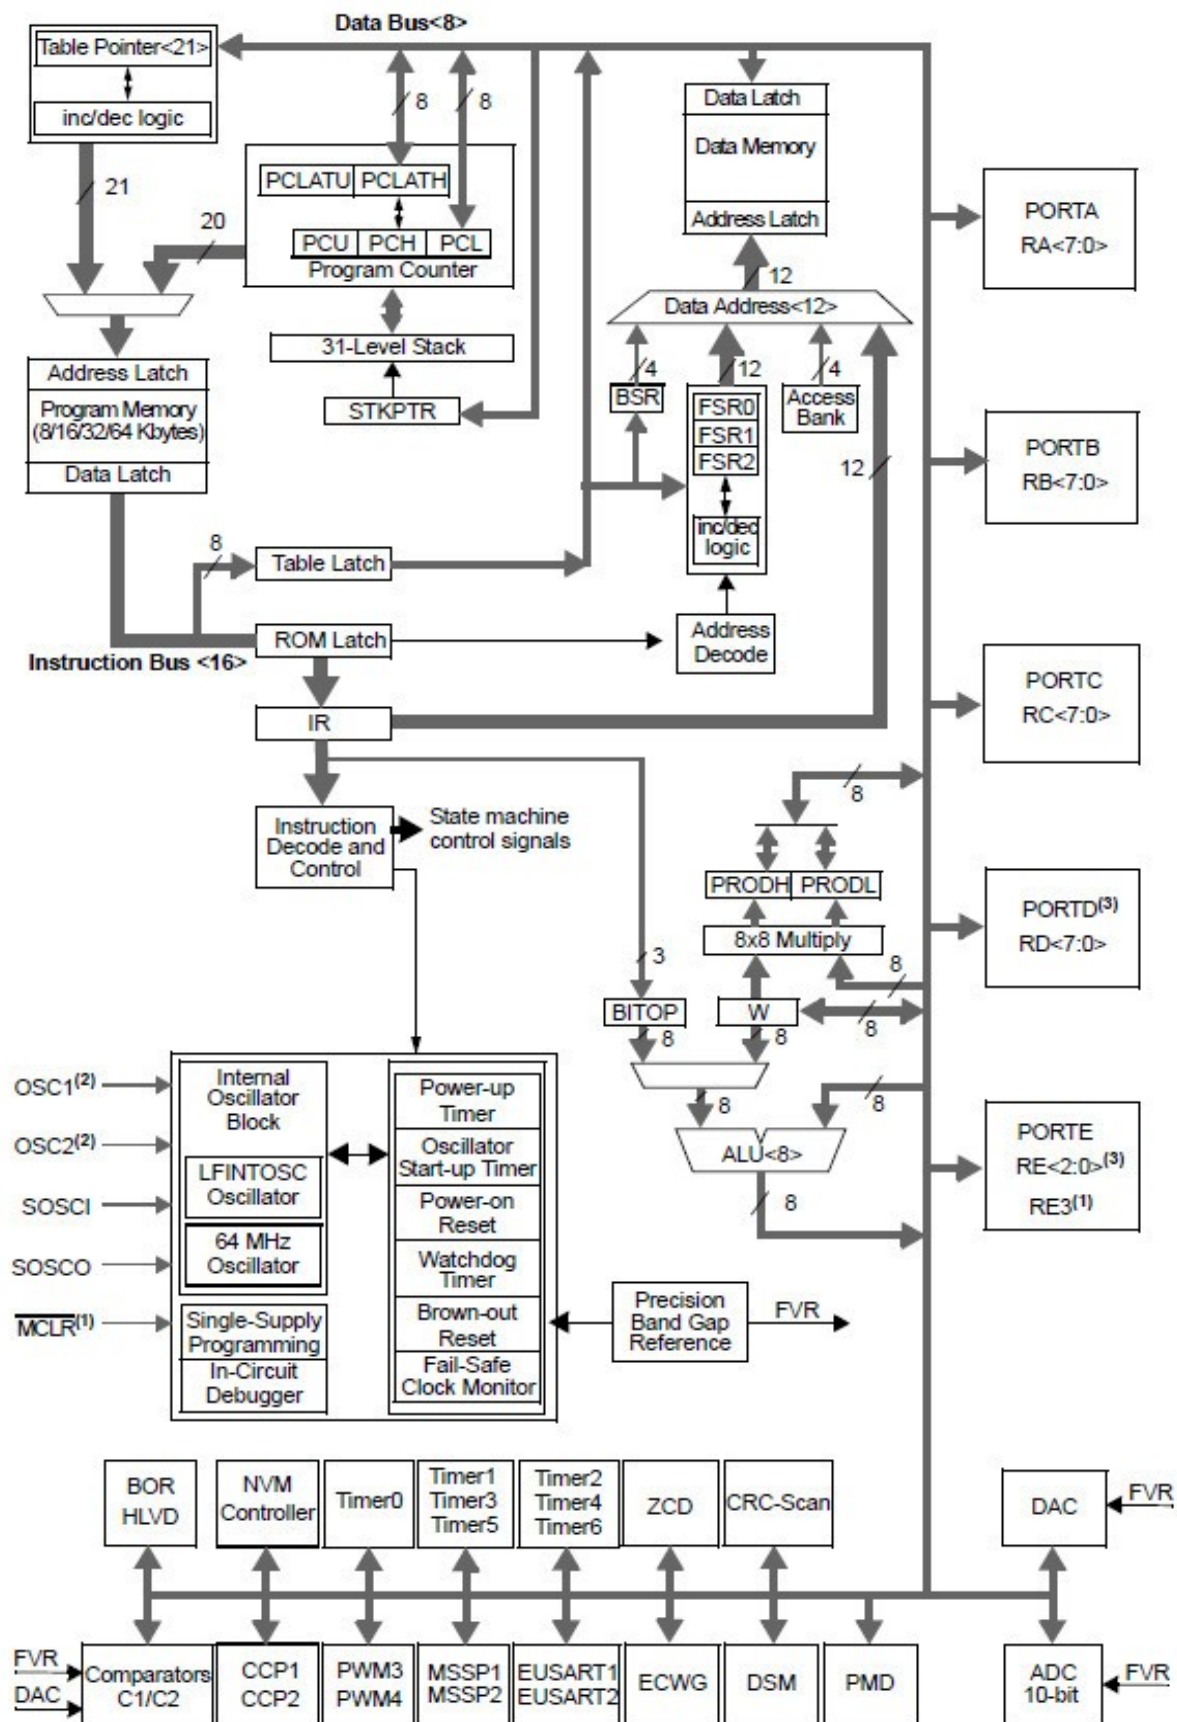 Data Bus<8>
Table Pointer<21>
inc/dec logic
21
20
8
8
PCLATU PCLATH
PCU PCH PCL
Program Counter
31-Level Stack
STKPTR
Address Latch
Program Memory
(8/16/32/64 Kbytes)
Data Latch
8
Table Latch
ROM Latch
Instruction Bus <16>
IR
Instruction
Decode and
Control
State machine
control signals
Data Latch
Data Memory
Address Latch
12
Data Address<12>
4
12
4
BSR
FSR0
FSR1
FSR2
inc/dec
logic
Access
Bank
12
Address
Decode
PORTA
RA<7:0>
PORTB
RB<7:0>
PORTC
RC<7:0>
PORTD(3)
RD<7:0>
PORTE
RE<2:0>(3)
RE3(1)
8
PRODH PRODL
8x8 Multiply
3
8
BITOP
W
8
8
8
8
8
ALU<8>
8
OSC1(2)
OSC2(2)
SOSCI
SOSCO
MCLR(1)
Internal
Oscillator
Block
LFINTOSC
Oscillator
64 MHz
Oscillator
Single-Supply
Programming
In-Circuit
Debugger
Power-up
Timer
Oscillator
Start-up Timer
Power-on
Reset
Watchdog
Timer
Brown-out
Reset
Fail-Safe
Clock Monitor
Precision
Band Gap
Reference
FVR
BOR
HLVD
NVM
Controller
Timer0
Timer1
Timer3
Timer5
Timer2
Timer4
Timer6
ZCD
CRC-Scan
DAC
FVR
FVR
DAC
Comparators
C1/C2
CCP1
CCP2
PWM3
PWM4
MSSP1
MSSP2
EUSART1
EUSART2
ECWG
DSM
PMD
ADC
10-bit
FVR